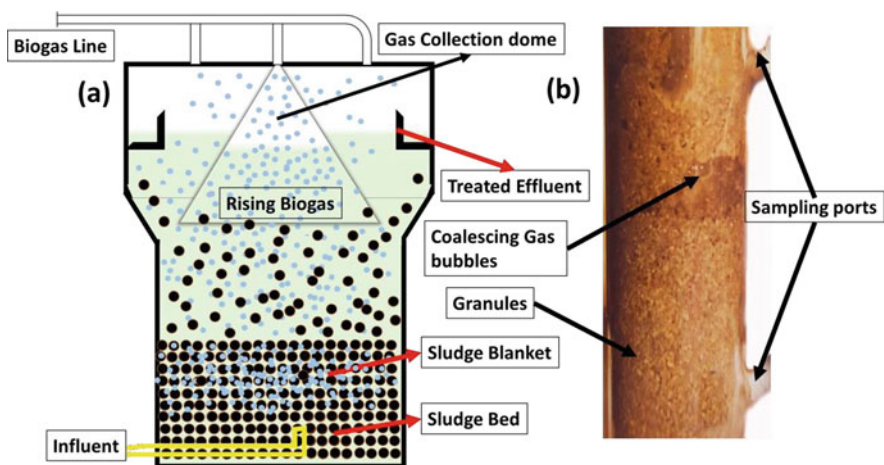 Biogas Line
Gas Collection dome
(a)
(b)
Treated Effluent
Rising Biogas
Sampling ports
Coalescing Gas
bubbles
Granules
Sludge Blanket
Sludge Bed
Influent